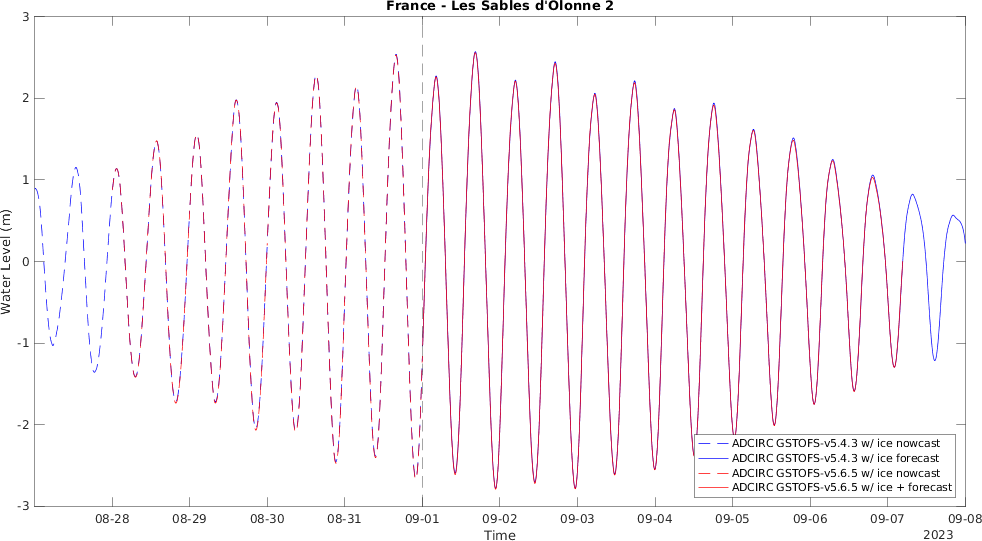 France - Les Sables d'Olonne 2
3
2
1
0
-1
-2
-3
Water Level (m)
ADCIRC GSTOFS-v5.4.3 w/ ice nowcast
ADCIRC GSTOFS-v5.4.3 w/ ice forecast
ADCIRC GSTOFS-v5.6.5 w/ ice nowcast
ADCIRC GSTOFS-v5.6.5 w/ ice + forecast
08-28 08-29 08-30 08-31 09-01 09-02 09-03 09-04 09-05 09-06 09-07 09-08
Time
2023